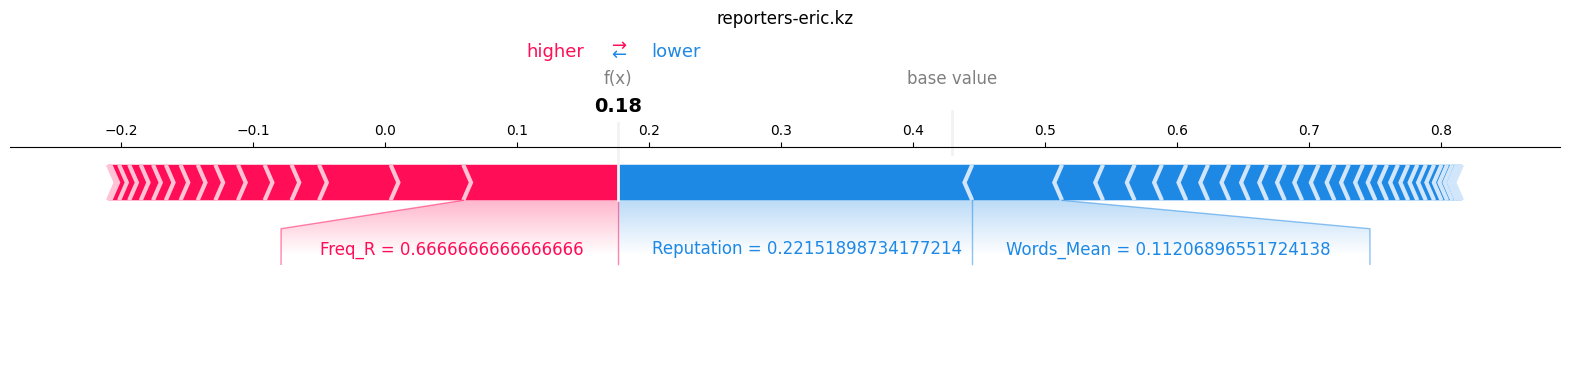 reporters-eric.kz
higher ⇄ lower
f(x) base value
0.18
−0.2 −0.1 0.0 0.1 0.2 0.3 0.4 0.5 0.6 0.7 0.8
Freq_R = 0.6666666666666666 Reputation = 0.22151898734177214 Words_Mean = 0.11206896551724138